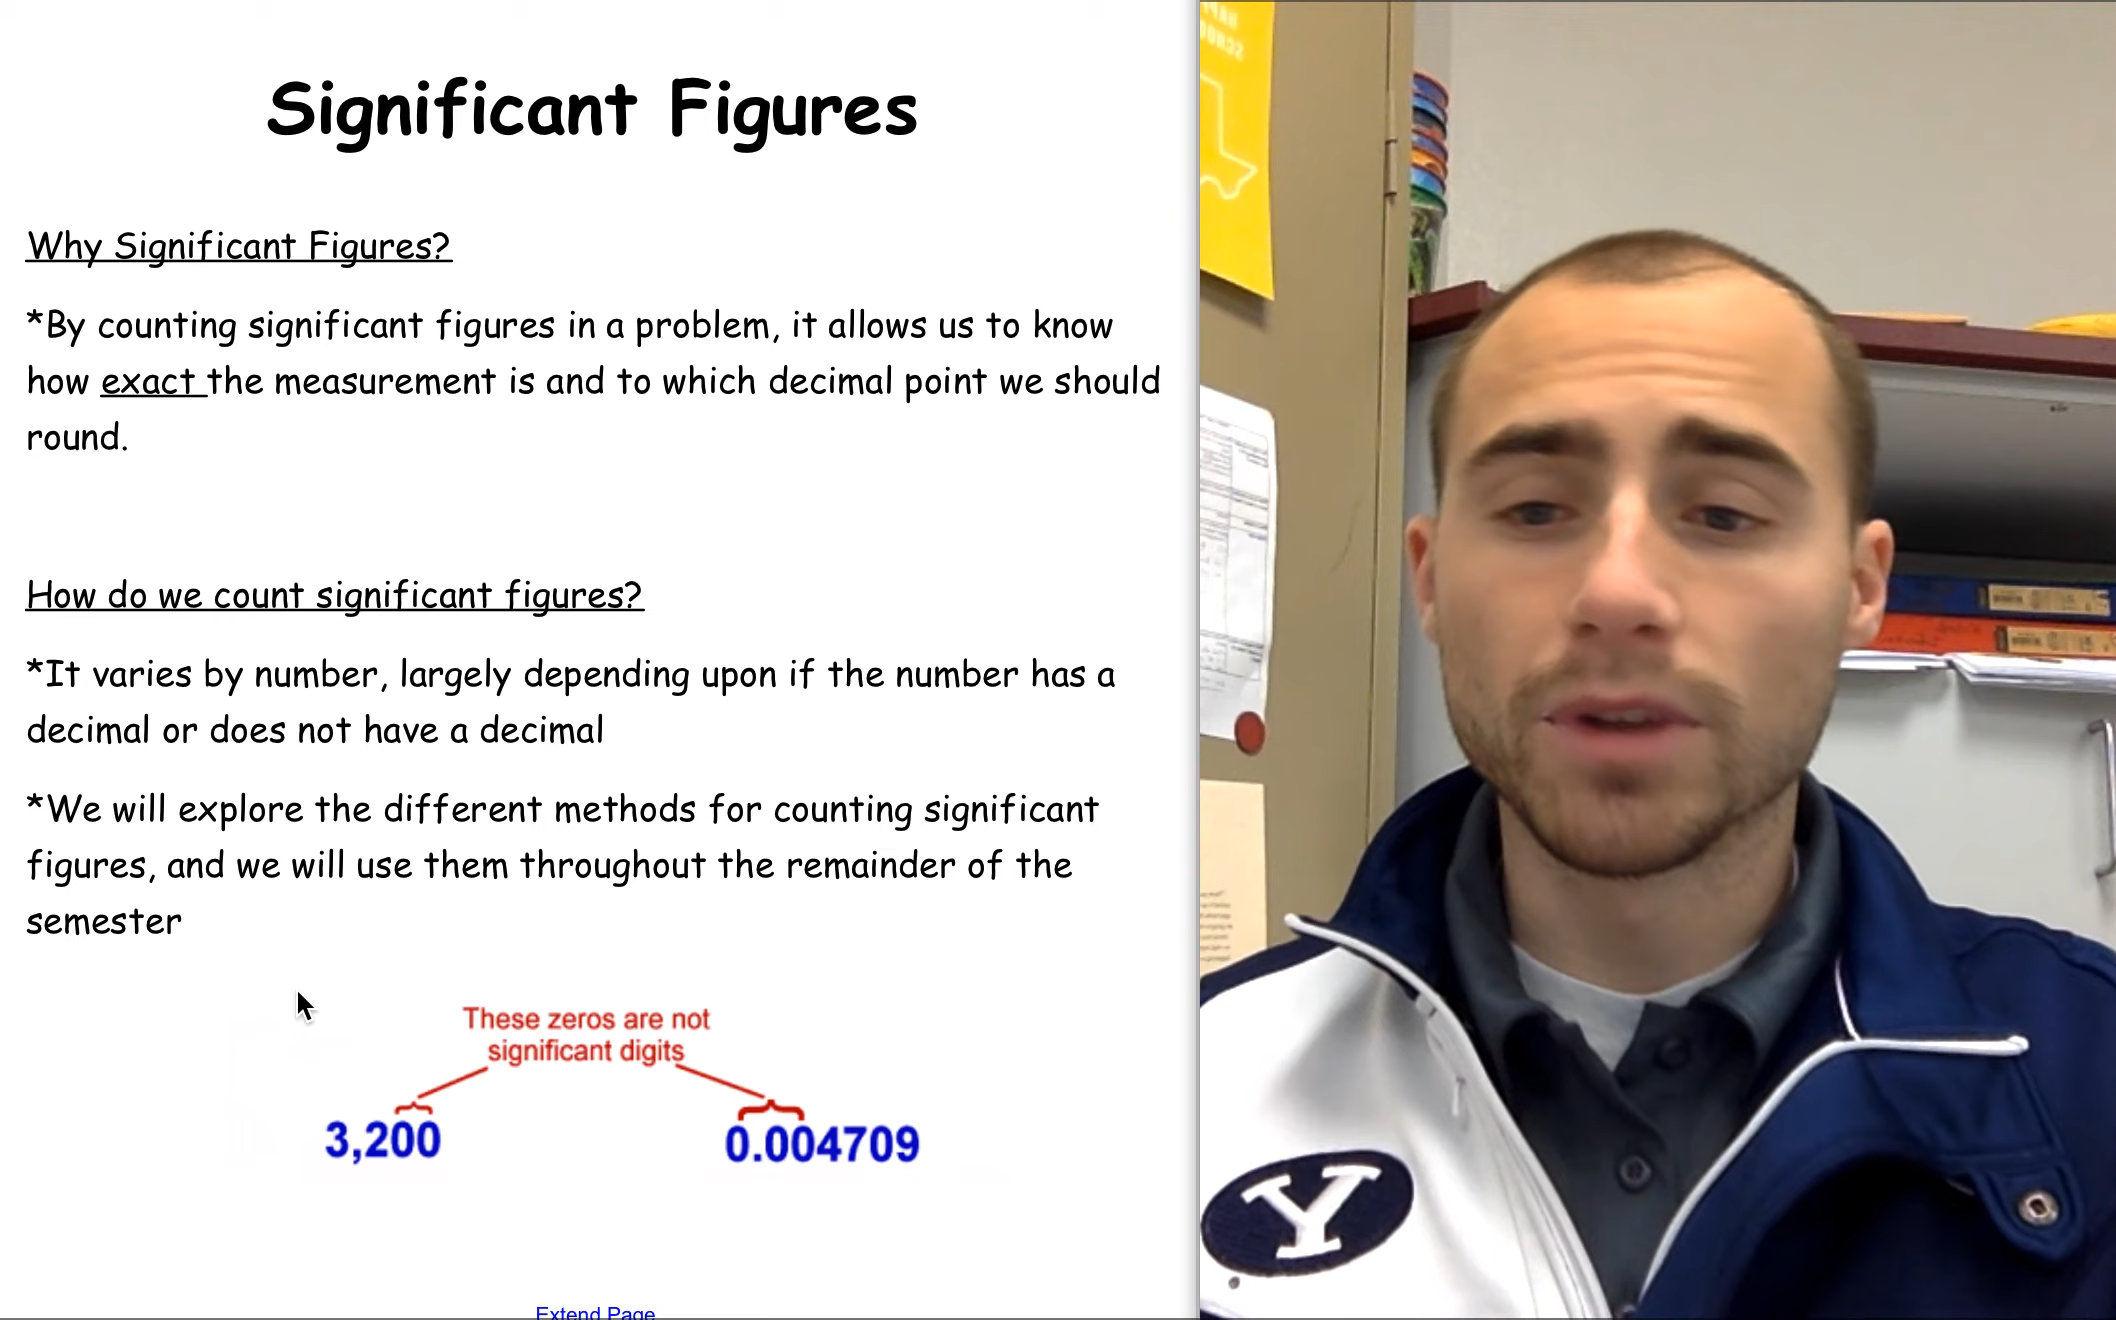 Significant Figures
Why Significant Figures?
*By counting significant figures in a problem, it allows us to know
how exact the measurement is and to which decimal point we should
round.
How do we count significant figures?
*It varies by number, largely depending upon if the number has a
decimal or does not have a decimal
*We will explore the different methods for counting significant
figures, and we will use them throughout the remainder of the
semester
These zeros are not
significant digits
3,200 0.004709
Extend Page
Y